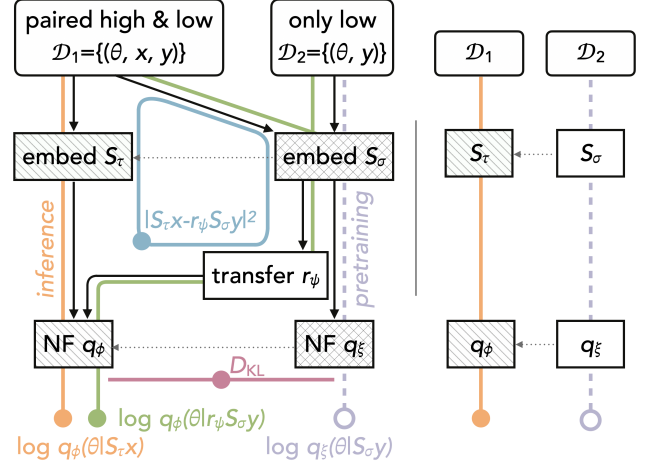 paired high & low
𝒟₁={(θ, x, y)}
only low
𝒟₂={(θ, y)}
𝒟₁
𝒟₂
embed Sτ
embed Sσ
Sτ
Sσ
|Sτx-rψSσy|²
inference
pretraining
transfer rψ
NF qϕ
NF qξ
qϕ
qξ
D_KL
log qϕ(θ|rψSσy)
log qϕ(θ|Sτx)
log qξ(θ|Sσy)